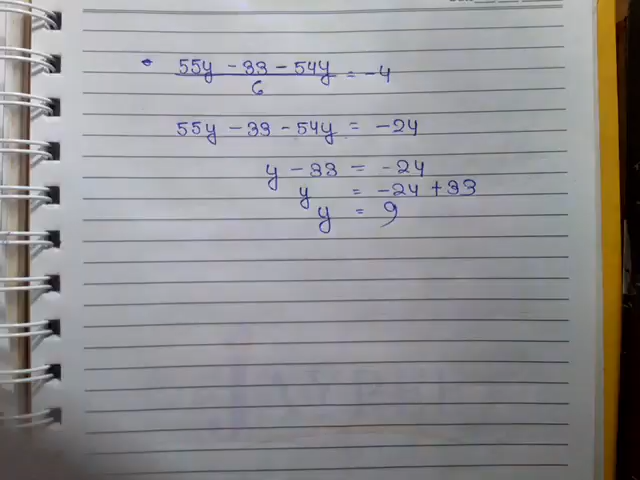 • 55y - 33 - 54y / 6 = -4
55y - 33 - 54y = -24
y - 33 = -24
y = -24 + 33
y = 9